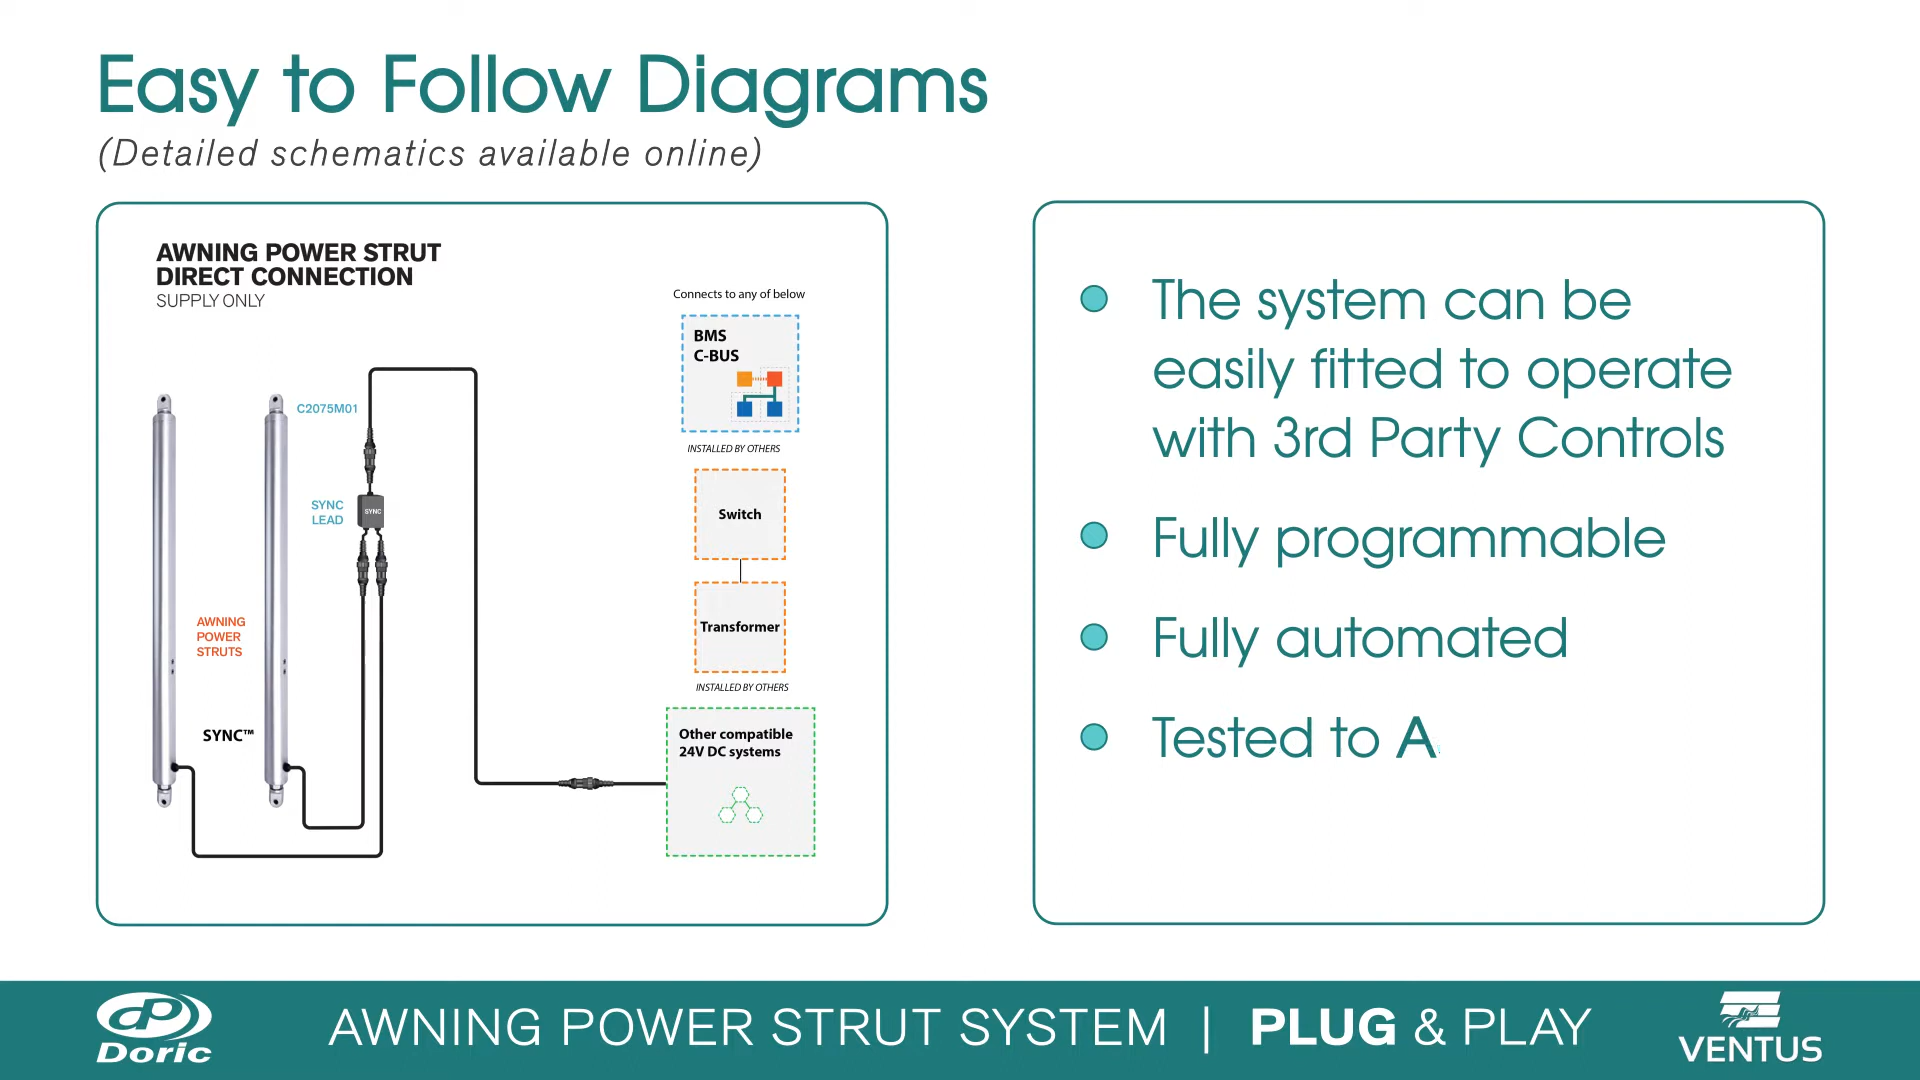 Easy to Follow Diagrams
(Detailed schematics available online)
AWNING POWER STRUT
DIRECT CONNECTION
SUPPLY ONLY
Connects to any of below
BMS
C-BUS
INSTALLED BY OTHERS
C2075M01
SYNC
LEAD
SYNC
Switch
AWNING
POWER
STRUTS
Transformer
INSTALLED BY OTHERS
SYNC™
Other compatible
24V DC systems
The system can be
easily fitted to operate
with 3rd Party Controls
Fully programmable
Fully automated
Tested to A
dP
Doric
AWNING POWER STRUT SYSTEM | PLUG & PLAY
VENTUS